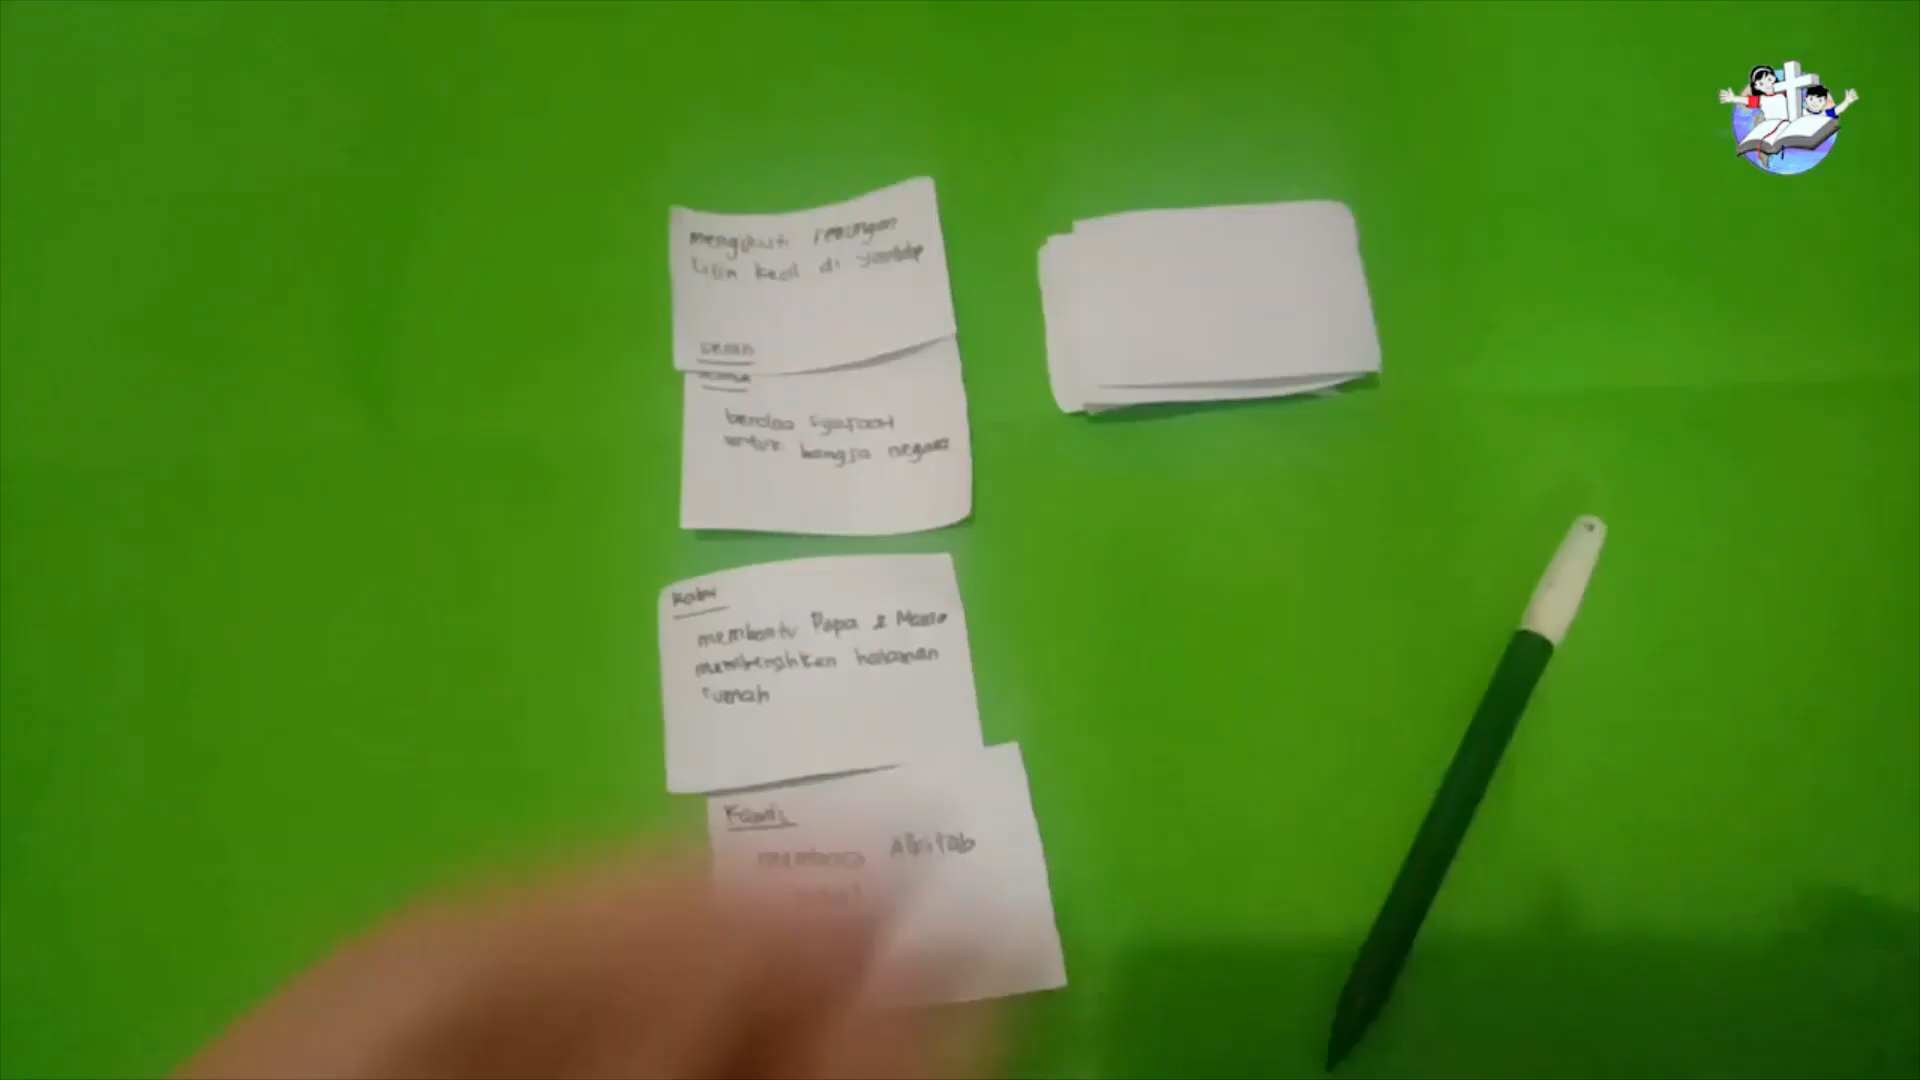 mengikuti renungan
Lilin kecil di youtube
senin
berdoa syafaat
untuk bangsa negara
Rabu
membantu Papa & Mama
membersihkan halaman
rumah
Kamis
membaca Alkitab